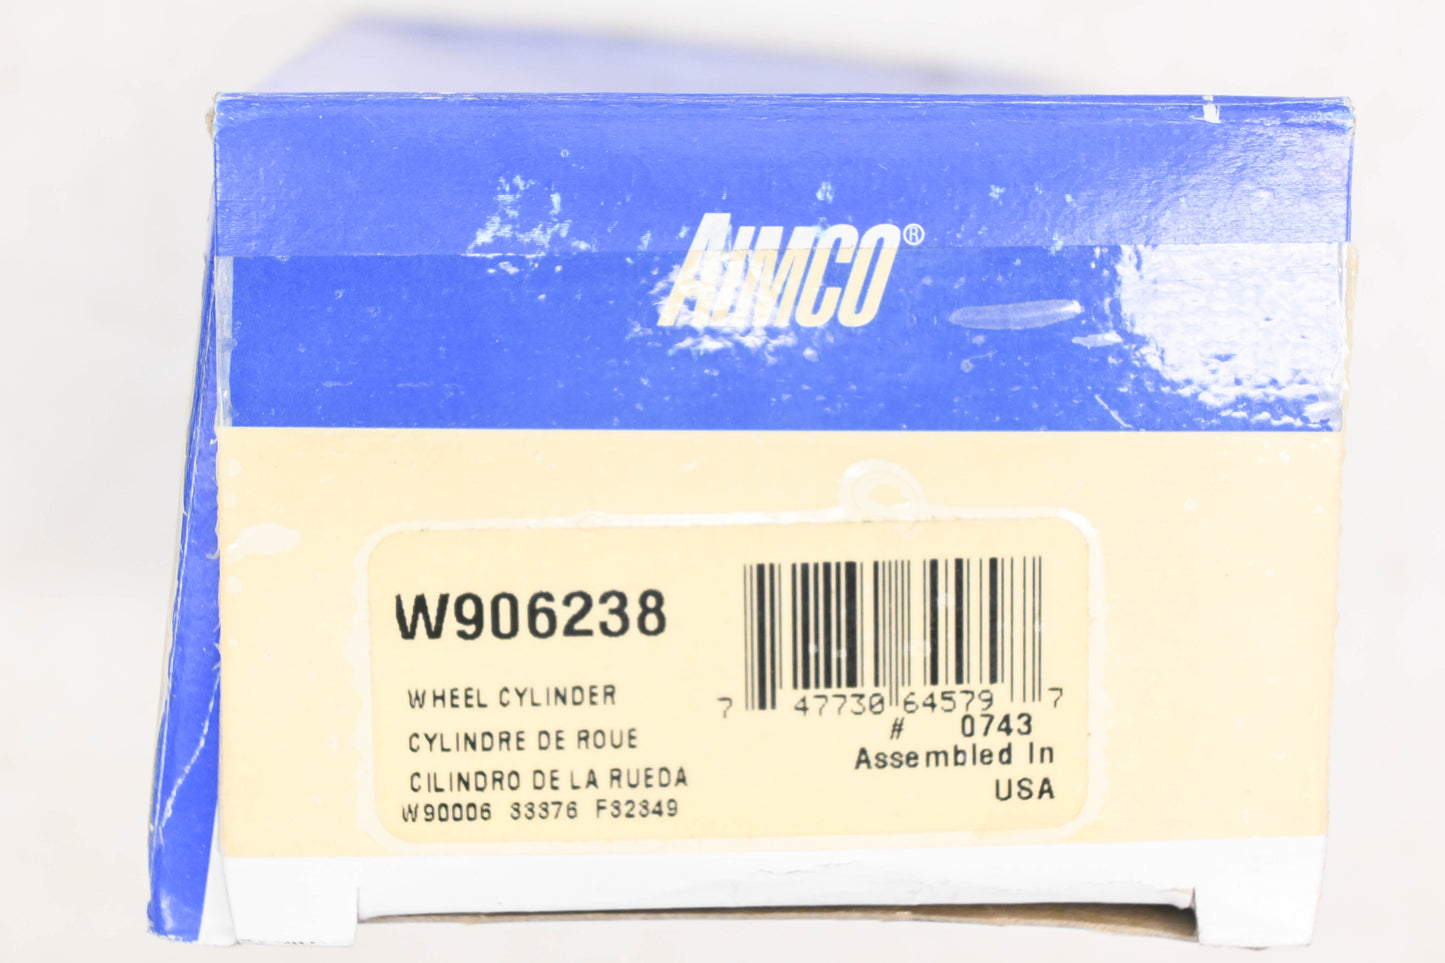 AIMCO®
W906238
WHEEL CYLINDER
CYLINDRE DE ROUE
CILINDRO DE LA RUEDA
W90006 33376 F32349
7 47730 64579 7
# 0743
Assembled In
USA